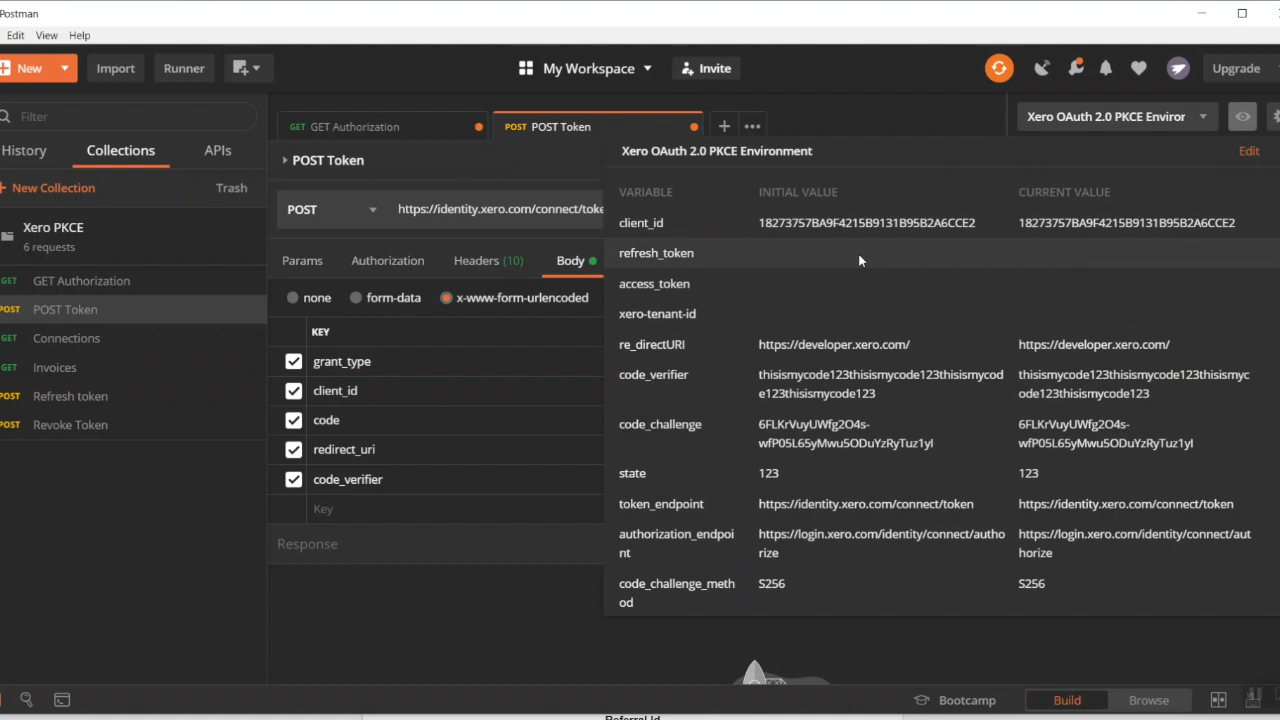 Postman
Edit View Help
New Import Runner My Workspace Invite Upgrade
Filter
History Collections APIs
New Collection Trash
Xero PKCE
6 requests
GET GET Authorization
POST POST Token
GET Connections
GET Invoices
POST Refresh token
POST Revoke Token
GET GET Authorization POST POST Token
Xero OAuth 2.0 PKCE Enviror
POST Token
POST https://identity.xero.com/connect/toke
Params Authorization Headers (10) Body
none form-data x-www-form-urlencoded
KEY
grant_type
client_id
code
redirect_uri
code_verifier
Key
Response
Xero OAuth 2.0 PKCE Environment Edit
VARIABLE INITIAL VALUE CURRENT VALUE
client_id 18273757BA9F4215B9131B95B2A6CCE2 18273757BA9F4215B9131B95B2A6CCE2
refresh_token
access_token
xero-tenant-id
re_directURI https://developer.xero.com/ https://developer.xero.com/
code_verifier thisismycode123thisismycode123thisismycod thisismycode123thisismycode123thisismyc
e123thisismycode123 ode123thisismycode123
code_challenge 6FLKrVuyUWfg2O4s- 6FLKrVuyUWfg2O4s-
wfP05L65yMwu5ODuYzRyTuz1yI wfP05L65yMwu5ODuYzRyTuz1yI
state 123 123
token_endpoint https://identity.xero.com/connect/token https://identity.xero.com/connect/token
authorization_endpoi https://login.xero.com/identity/connect/autho https://login.xero.com/identity/connect/aut
nt rize horize
code_challenge_meth S256 S256
od
Bootcamp Build Browse